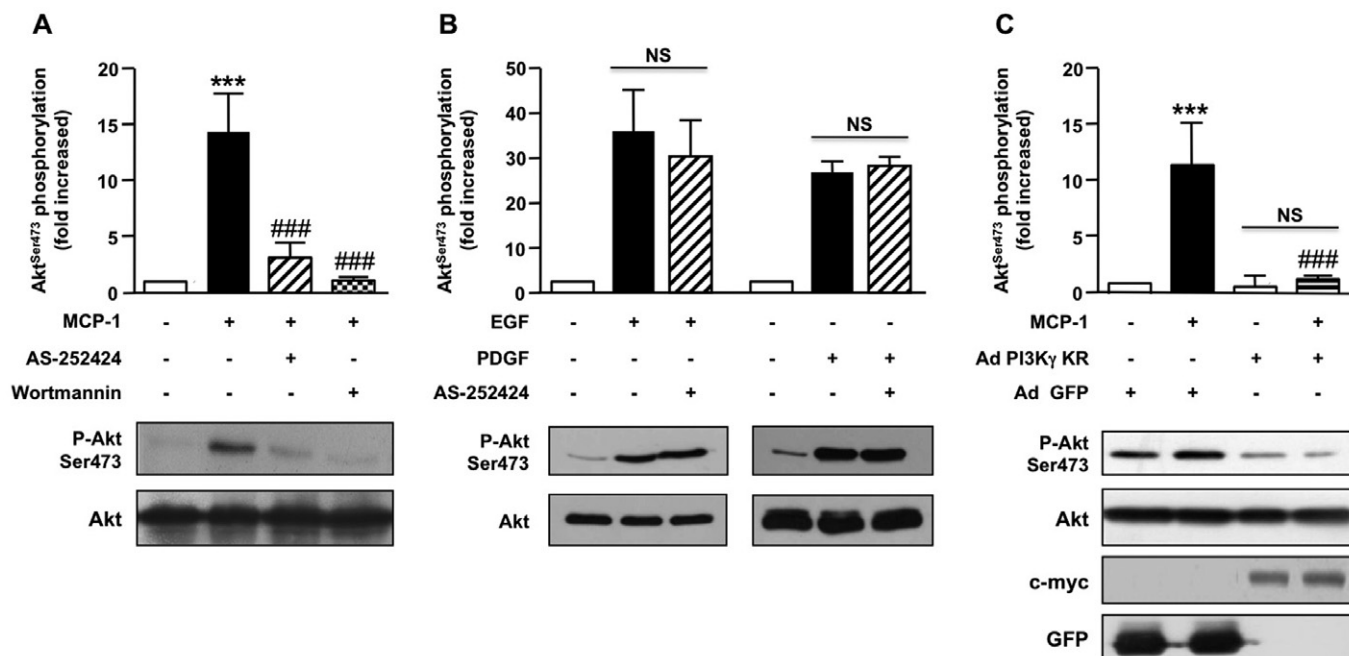 A
Akt^Ser473 phosphorylation
(fold increased)
20
15
10
5
0
***
###
###
MCP-1 - + + +
AS-252424 - - + -
Wortmannin - - - +
P-Akt
Ser473
Akt
B
Akt^Ser473 phosphorylation
(fold increased)
50
40
30
20
10
0
NS
NS
EGF - + + - - -
PDGF - - - - + +
AS-252424 - - + - - +
P-Akt
Ser473
Akt
C
Akt^Ser473 phosphorylation
(fold increased)
20
15
10
5
0
***
NS
###
MCP-1 - + - +
Ad PI3Kγ KR - - + +
Ad GFP + + - -
P-Akt
Ser473
Akt
c-myc
GFP